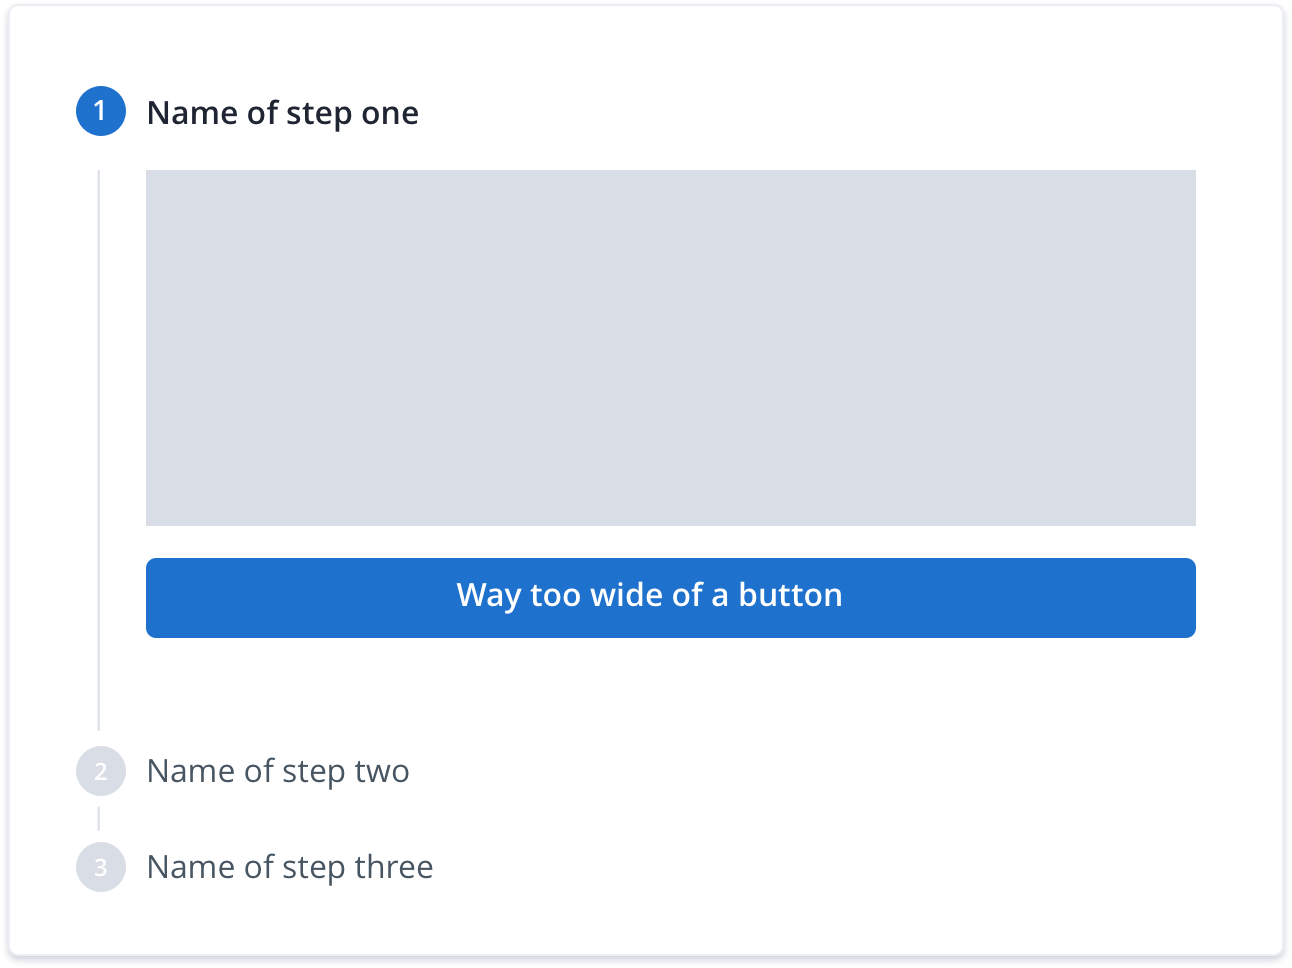 1 Name of step one
Way too wide of a button
2 Name of step two
3 Name of step three